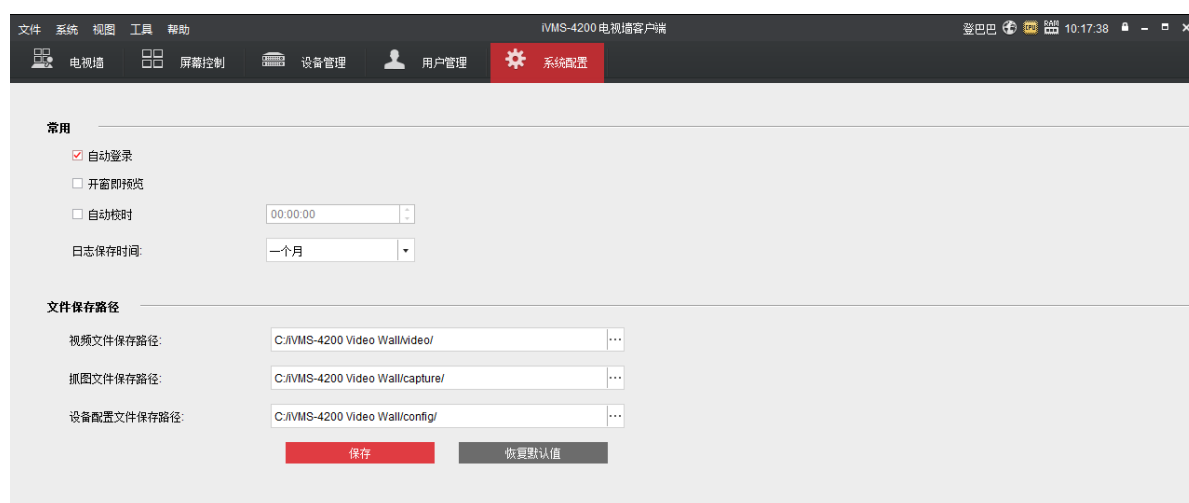 文件 系统 视图 工具 帮助 iVMS-4200电视墙客户端 登巴巴 CPU RAM 10:17:38
电视墙 屏幕控制 设备管理 用户管理 系统配置
常用
自动登录
开窗即预览
自动校时 00:00:00
日志保存时间: 一个月
文件保存路径
视频文件保存路径: C:/iVMS-4200 Video Wall/video/ ...
抓图文件保存路径: C:/iVMS-4200 Video Wall/capture/ ...
设备配置文件保存路径: C:/iVMS-4200 Video Wall/config/ ...
保存 恢复默认值